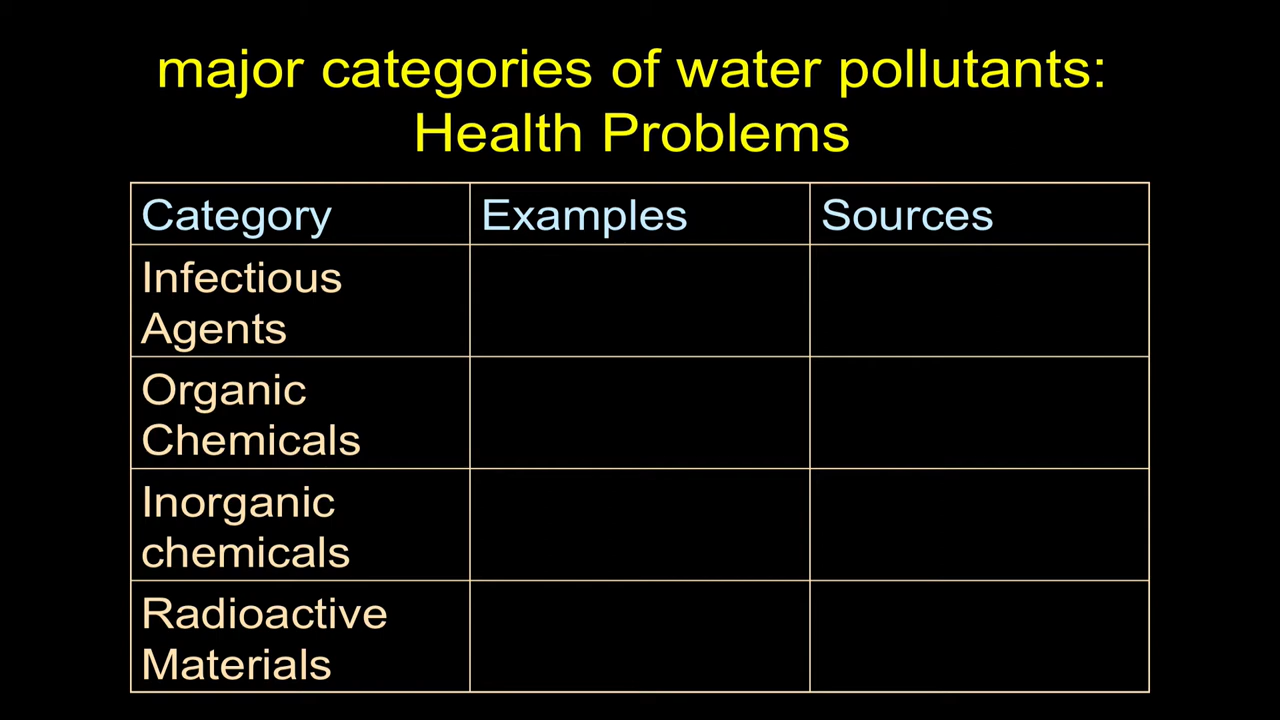 major categories of water pollutants:
Health Problems
Category Examples Sources
Infectious
Agents
Organic
Chemicals
Inorganic
chemicals
Radioactive
Materials